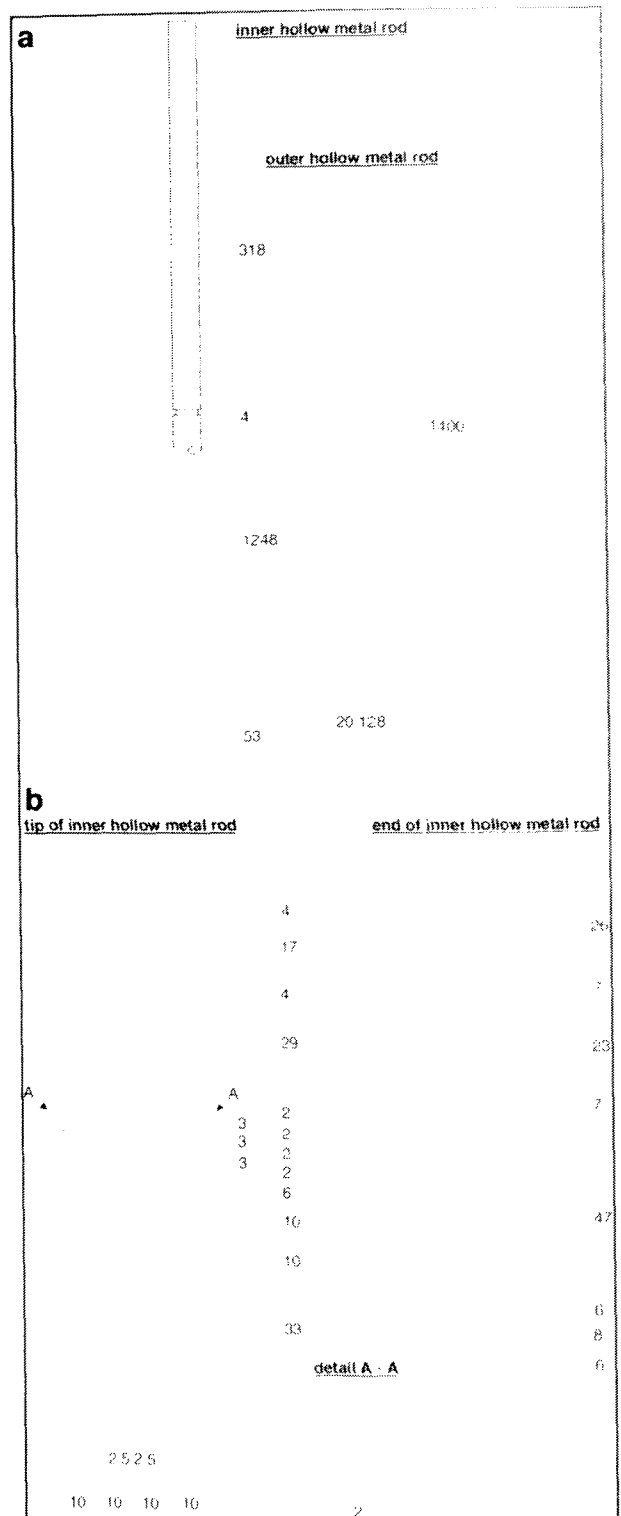 a
inner hollow metal rod
outer hollow metal rod
318
4
1400
1248
20 128
53
b
tip of inner hollow metal rod
end of inner hollow metal rod
4
26
17
4
29
23
A
A
7
2
3
2
3
2
3
2
6
10
47
10
6
33
8
detail A - A
6
2 5 2 5
10 10 10 10
2